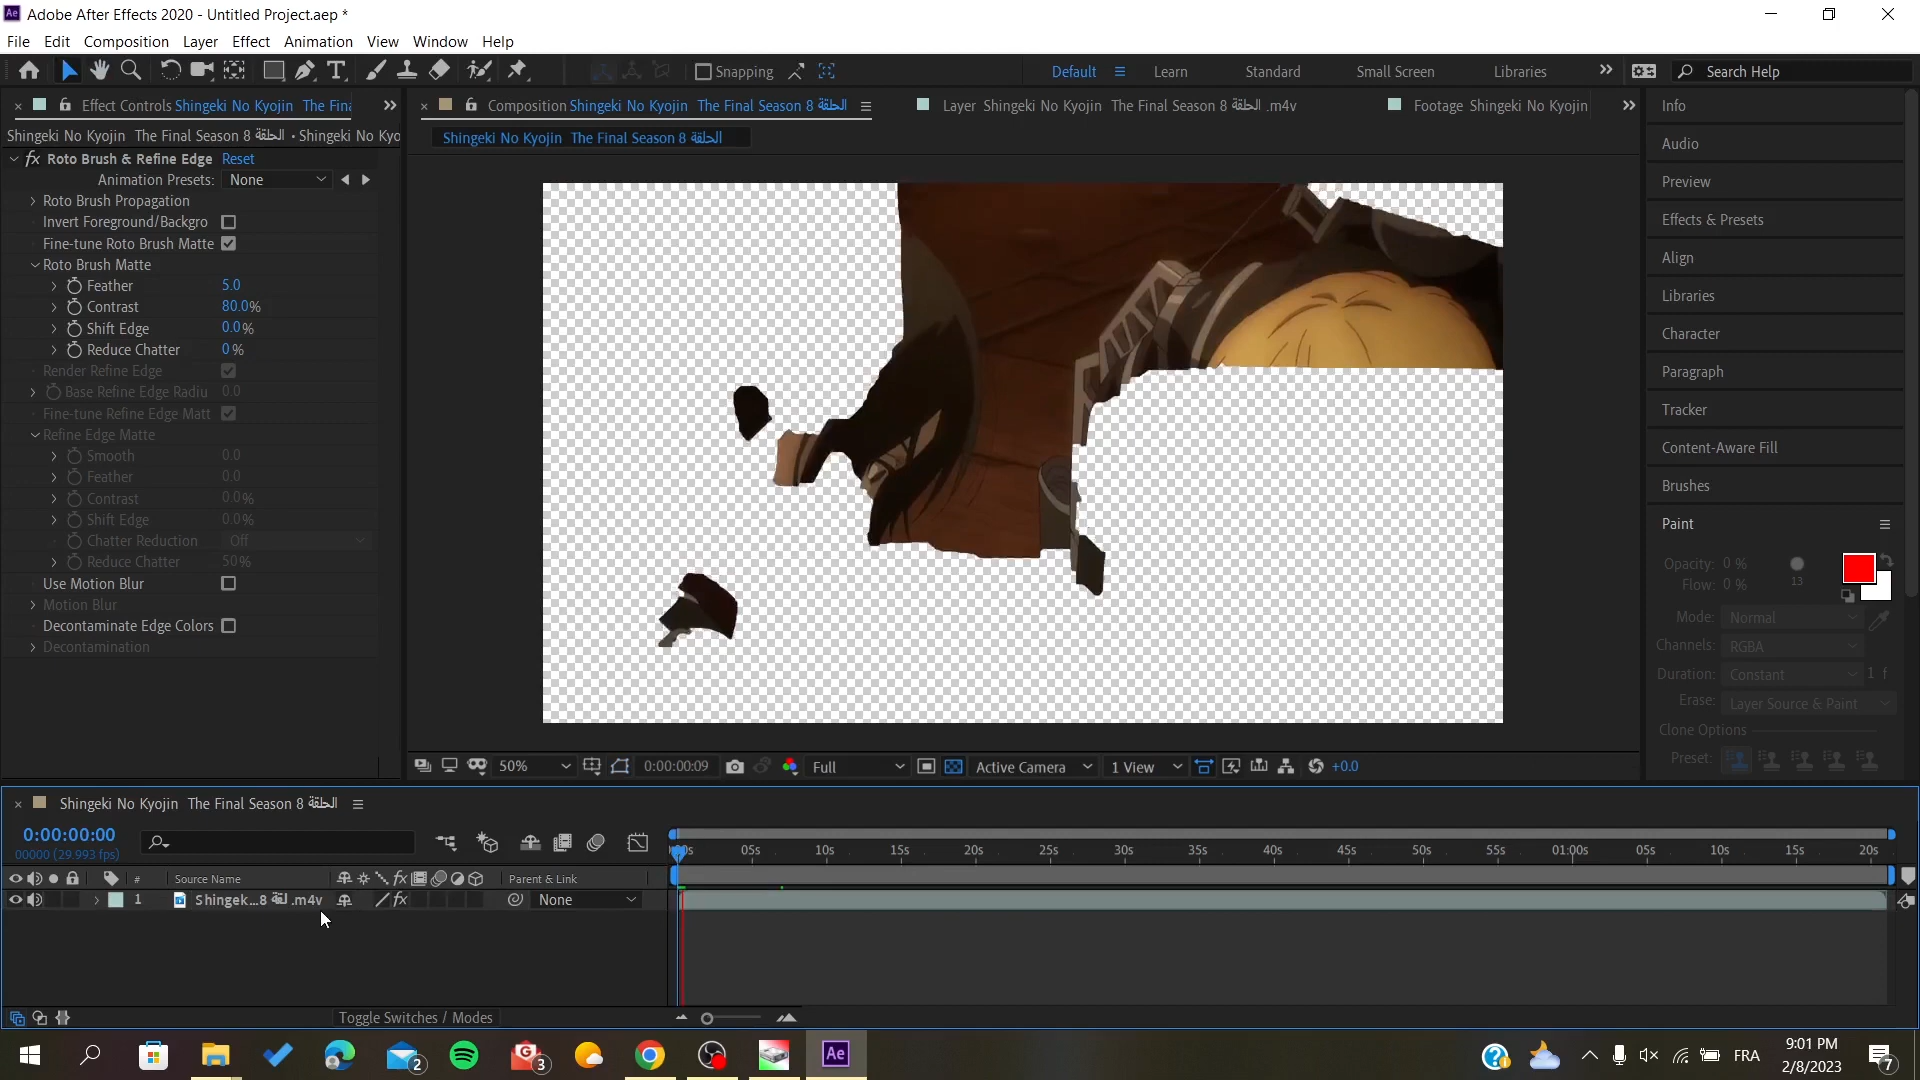 Adobe After Effects 2020 - Untitled Project.aep *
File Edit Composition Layer Effect Animation View Window Help
Snapping
Default Learn Standard Small Screen Libraries
Search Help
Effect Controls Shingeki No Kyojin The Fina
Composition Shingeki No Kyojin The Final Season 8 الحلقة
Layer Shingeki No Kyojin The Final Season 8 الحلقة .m4v
Footage Shingeki No Kyojin
Shingeki No Kyojin The Final Season 8 الحلقة • Shingeki No Kyo
Shingeki No Kyojin The Final Season 8 الحلقة
fx Roto Brush & Refine Edge Reset
Animation Presets: None
Roto Brush Propagation
Invert Foreground/Backgro
Fine-tune Roto Brush Matte
Roto Brush Matte
Feather 5.0
Contrast 80.0%
Shift Edge 0.0%
Reduce Chatter 0%
Render Refine Edge
Base Refine Edge Radiu 0.0
Fine-tune Refine Edge Matt
Refine Edge Matte
Smooth 0.0
Feather 0.0
Contrast 0.0%
Shift Edge 0.0%
Chatter Reduction Off
Reduce Chatter 50%
Use Motion Blur
Motion Blur
Decontaminate Edge Colors
Decontamination
50% 0:00:00:09 Full Active Camera 1 View +0.0
Info
Audio
Preview
Effects & Presets
Align
Libraries
Character
Paragraph
Tracker
Content-Aware Fill
Brushes
Paint
Opacity: 0 %
Flow: 0 %
13
Mode: Normal
Channels: RGBA
Duration: Constant 1 f
Erase: Layer Source & Paint
Clone Options
Preset:
Shingeki No Kyojin The Final Season 8 الحلقة
0:00:00:00
00000 (29.993 fps)
05s 10s 15s 20s 25s 30s 35s 40s 45s 50s 55s 01:00s 05s 10s 15s 20s
# Source Name fx Parent & Link
1 Shingek...8 لقة .m4v fx None
Toggle Switches / Modes
2
3
Ae
FRA
9:01 PM
2/8/2023
7